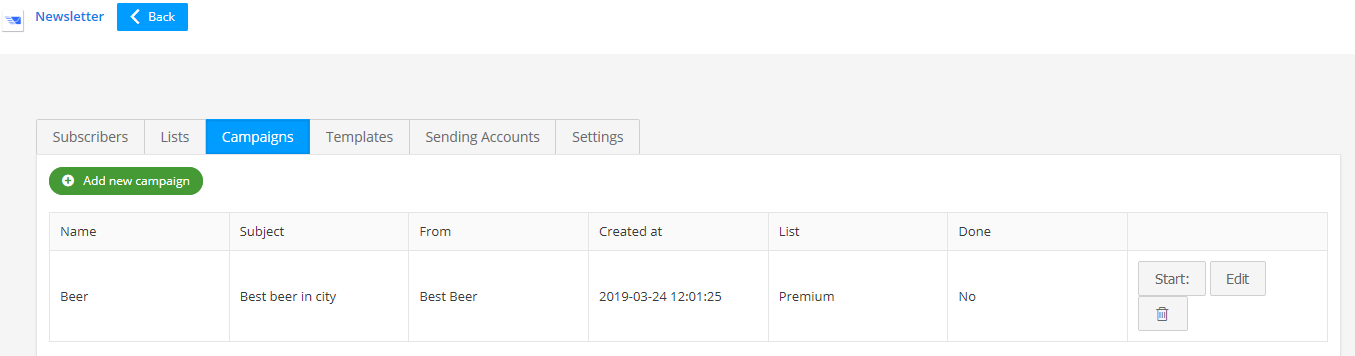 Newsletter Back
Subscribers Lists Campaigns Templates Sending Accounts Settings
Add new campaign
Name Subject From Created at List Done
Beer Best beer in city Best Beer 2019-03-24 12:01:25 Premium No Start: Edit